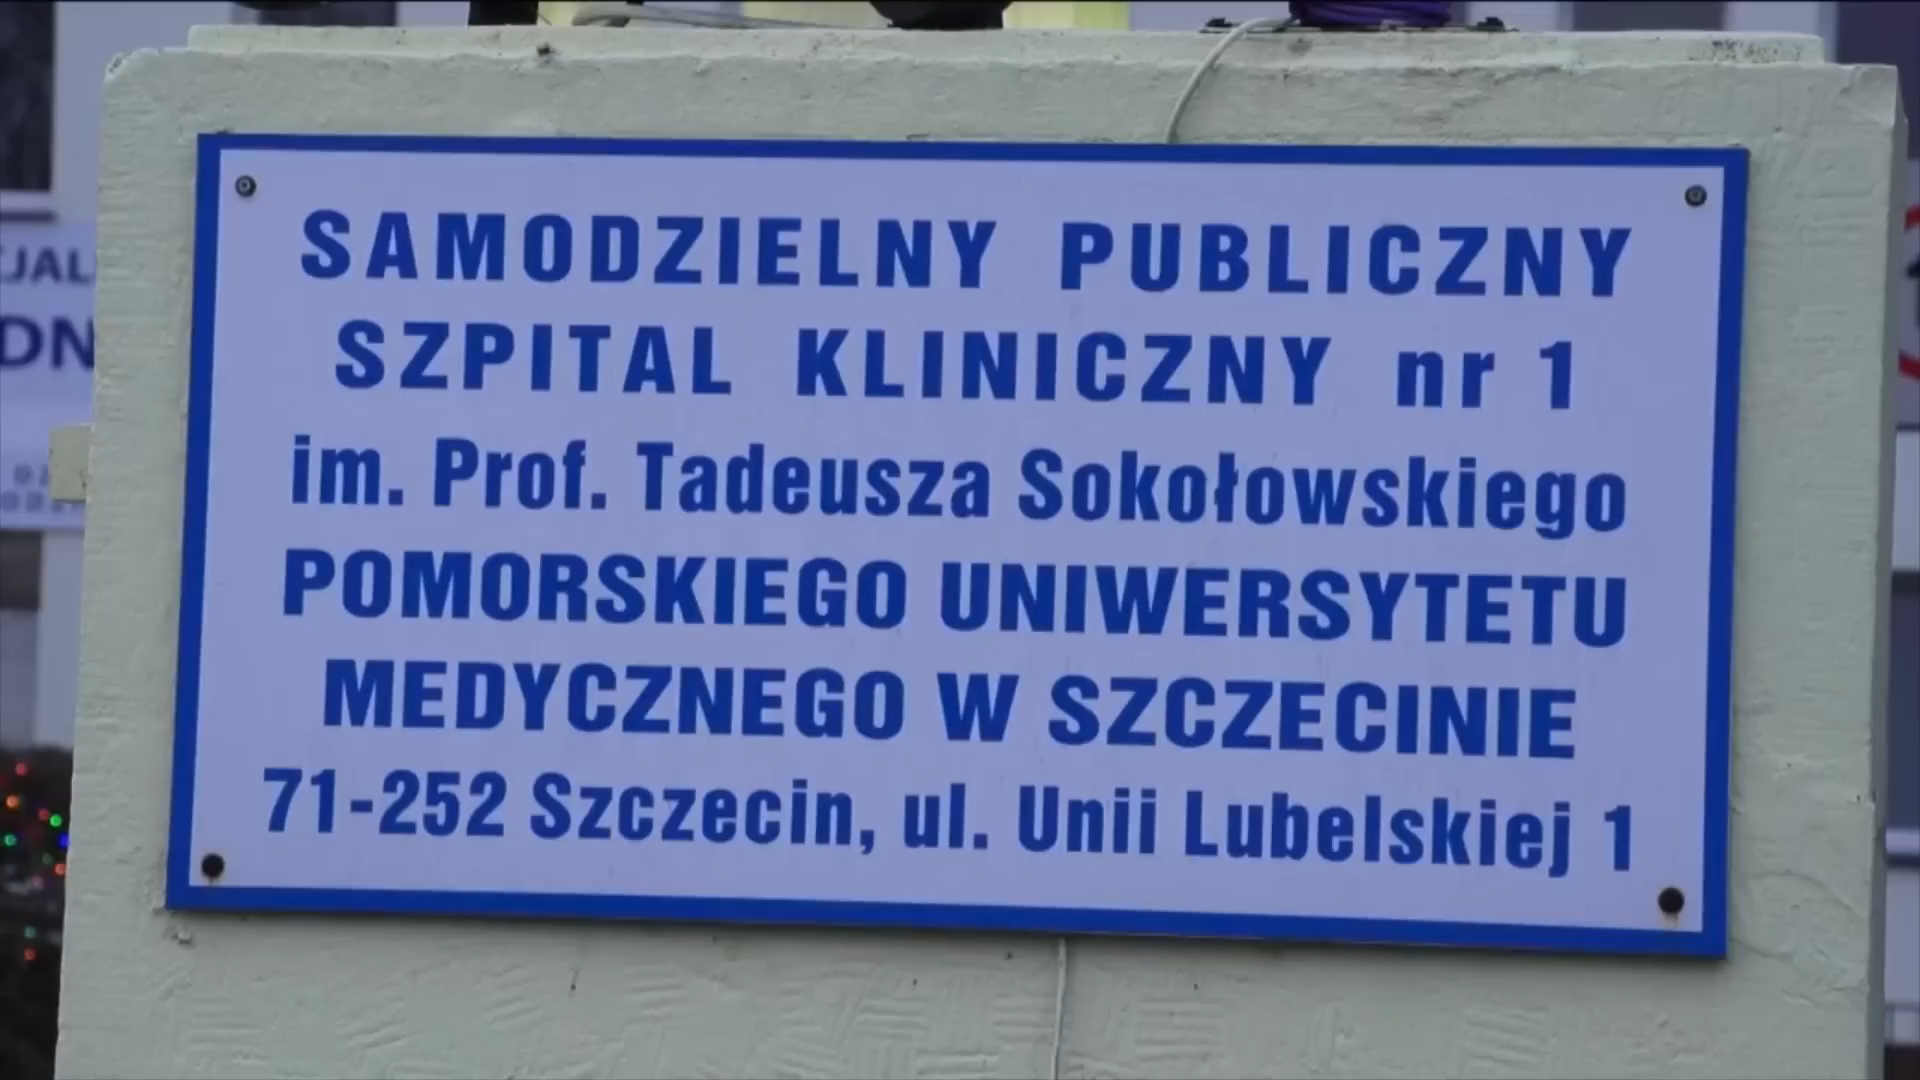 SAMODZIELNY PUBLICZNY
SZPITAL KLINICZNY nr 1
im. Prof. Tadeusza Sokołowskiego
POMORSKIEGO UNIWERSYTETU
MEDYCZNEGO W SZCZECINIE
71-252 Szczecin, ul. Unii Lubelskiej 1